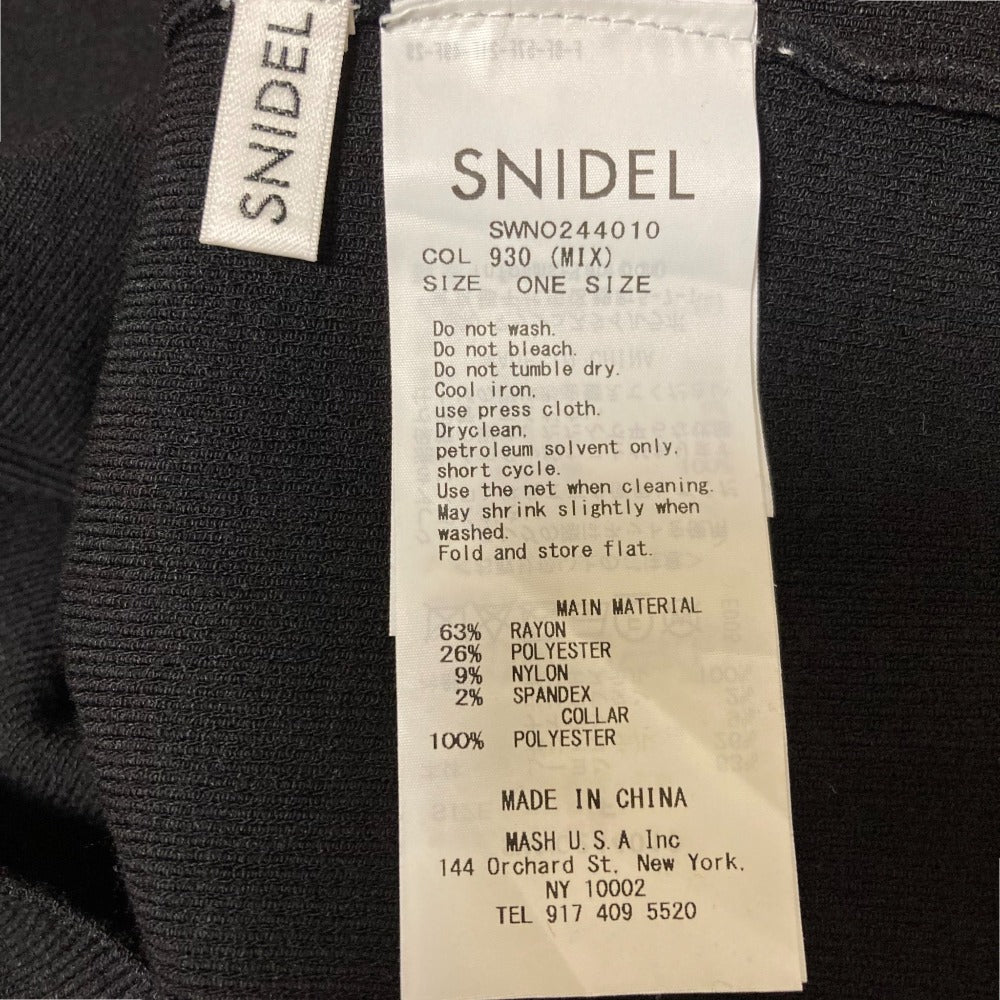 SNIDEL
SNIDEL
SWNO244010
COL 930 (MIX)
SIZE ONE SIZE
Do not wash.
Do not bleach.
Do not tumble dry.
Cool iron,
use press cloth.
Dryclean,
petroleum solvent only,
short cycle.
Use the net when cleaning.
May shrink slightly when
washed.
Fold and store flat.
MAIN MATERIAL
63% RAYON
26% POLYESTER
9% NYLON
2% SPANDEX
COLLAR
100% POLYESTER
MADE IN CHINA
MASH U.S.A Inc
144 Orchard St, New York,
NY 10002
TEL 917 409 5520